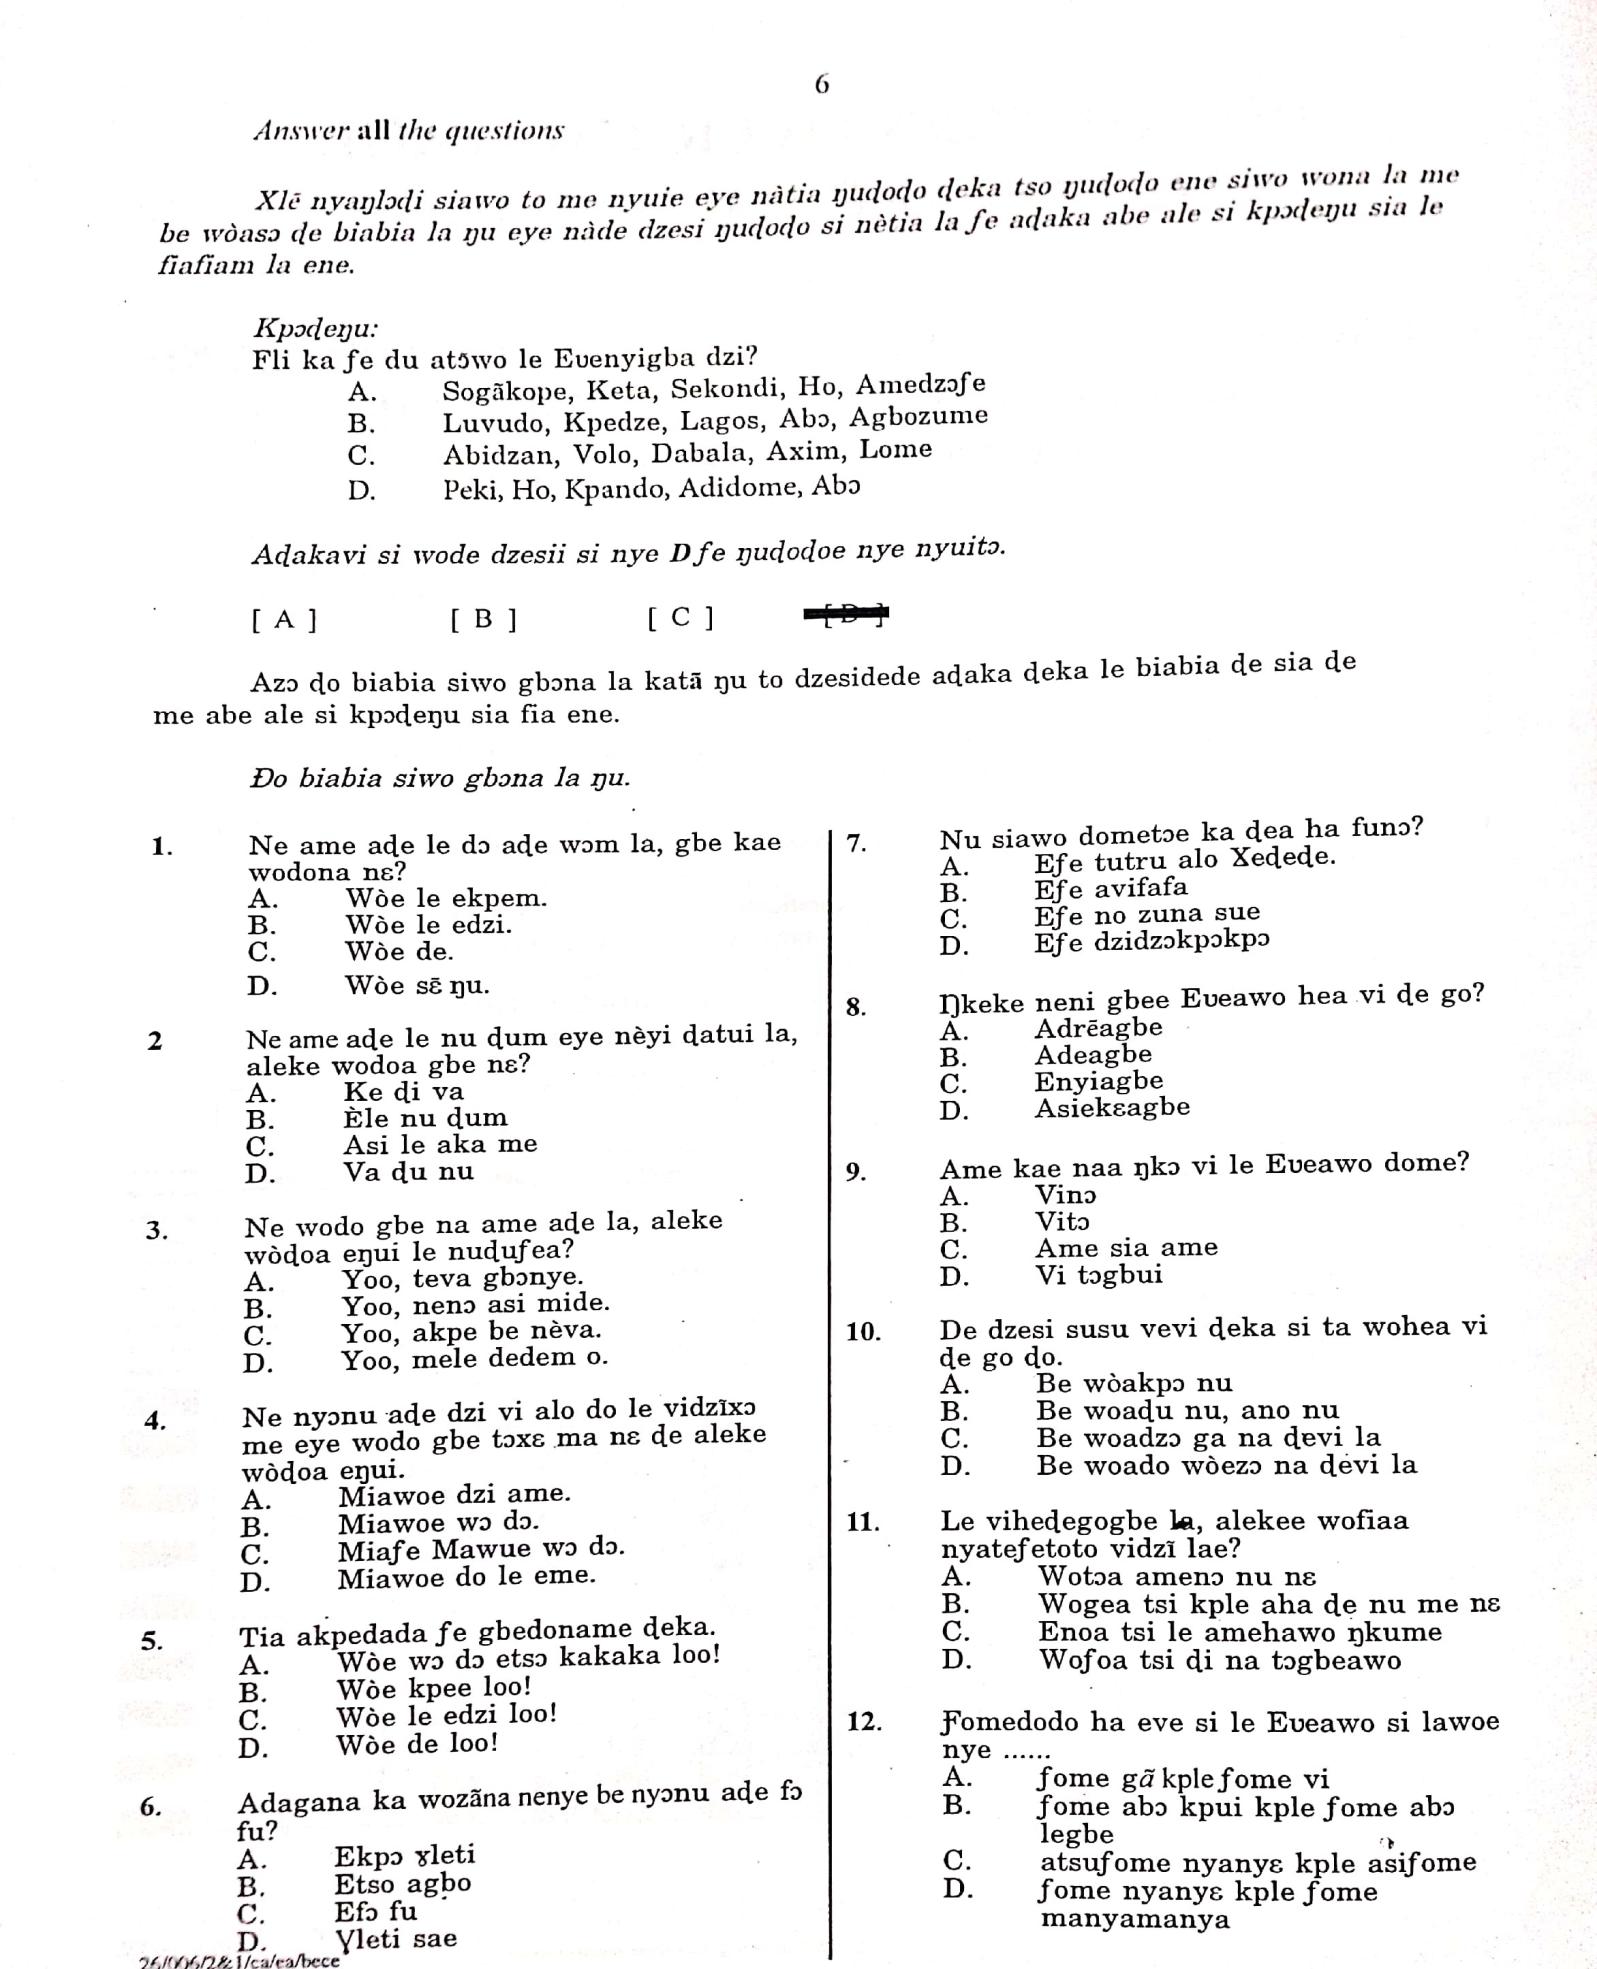 6
Answer all the questions
Xlẽ nyaŋlɔɖi siawo to me nyuie eye nàtia ŋuɖoɖo ɖeka tso ŋuɖoɖo ene siwo wona la me
be wòasɔ ɖe biabia la ŋu eye nàde dzesi ŋuɖoɖo si nètia la ƒe aɖaka abe ale si kpɔɖeŋu sia le
fiafiam la ene.
Kpɔɖeŋu:
Fli ka ƒe du atɔ̃wo le Eʋenyigba dzi?
A. Sogãkope, Keta, Sekondi, Ho, Amedzɔƒe
B. Luvudo, Kpedze, Lagos, Abɔ, Agbozume
C. Abidzan, Volo, Dabala, Axim, Lome
D. Peki, Ho, Kpando, Adidome, Abɔ
Aɖakavi si wode dzesii si nye D ƒe ŋuɖoɖoe nye nyuitɔ.
[ A ] [ B ] [ C ] [ D ]
Azɔ ɖo biabia siwo gbɔna la katã ŋu to dzesidede aɖaka ɖeka le biabia ɖe sia ɖe
me abe ale si kpɔɖeŋu sia fia ene.
Ɖo biabia siwo gbɔna la ŋu.
1. Ne ame aɖe le dɔ aɖe wɔm la, gbe kae
wodona nɛ?
A. Wòe le ekpem.
B. Wòe le edzi.
C. Wòe de.
D. Wòe sẽ ŋu.
2 Ne ame aɖe le nu ɖum eye nèyi ɖatui la,
aleke wodoa gbe nɛ?
A. Ke ɖi va
B. Èle nu ɖum
C. Asi le aka me
D. Va ɖu nu
3. Ne wodo gbe na ame aɖe la, aleke
wòɖoa eŋui le nuɖuƒea?
A. Yoo, teva gbɔnye.
B. Yoo, nenɔ asi mide.
C. Yoo, akpe be nèva.
D. Yoo, mele dedem o.
4. Ne nyɔnu aɖe dzi vi alo do le vidzĩxɔ
me eye wodo gbe tɔxɛ ma nɛ ɖe aleke
wòɖoa eŋui.
A. Miawoe dzi ame.
B. Miawoe wɔ dɔ.
C. Miaƒe Mawue wɔ dɔ.
D. Miawoe do le eme.
5. Tia akpedada ƒe gbedoname ɖeka.
A. Wòe wɔ dɔ etsɔ kakaka loo!
B. Wòe kpee loo!
C. Wòe le edzi loo!
D. Wòe de loo!
6. Adagana ka wozãna nenye be nyɔnu aɖe fɔ
fu?
A. Ekpɔ ɣleti
B. Etso agbo
C. Efɔ fu
D. Ɣleti sae
7. Nu siawo dometɔe ka ɖea ha funɔ?
A. Eƒe tutru alo Xeɖeɖe.
B. Eƒe avifafa
C. Eƒe no zuna sue
D. Eƒe dzidzɔkpɔkpɔ
8. Ŋkeke neni gbee Eʋeawo hea vi ɖe go?
A. Adrẽagbe
B. Adeagbe
C. Enyiagbe
D. Asiekɛagbe
9. Ame kae naa ŋkɔ vi le Eʋeawo dome?
A. Vinɔ
B. Vitɔ
C. Ame sia ame
D. Vi tɔgbui
10. De dzesi susu vevi ɖeka si ta wohea vi
ɖe go ɖo.
A. Be wòakpɔ nu
B. Be woaɖu nu, ano nu
C. Be woadzɔ ga na ɖevi la
D. Be woado wòezɔ na ɖevi la
11. Le viheɖegogbe la, alekee wofiaa
nyateƒetoto vidzĩ lae?
A. Wotɔa amenɔ nu nɛ
B. Wogea tsi kple aha ɖe nu me nɛ
C. Enoa tsi le amehawo ŋkume
D. Wofoa tsi ɖi na tɔgbeawo
12. Ƒomedodo ha eve si le Eʋeawo si lawoe
nye ......
A. ƒome gã kple ƒome vi
B. ƒome abɔ kpui kple ƒome abɔ
legbe
C. atsuƒome nyanyɛ kple asiƒome
D. ƒome nyanyɛ kple ƒome
manyamanya
26/006/2&1/ca/ea/bece